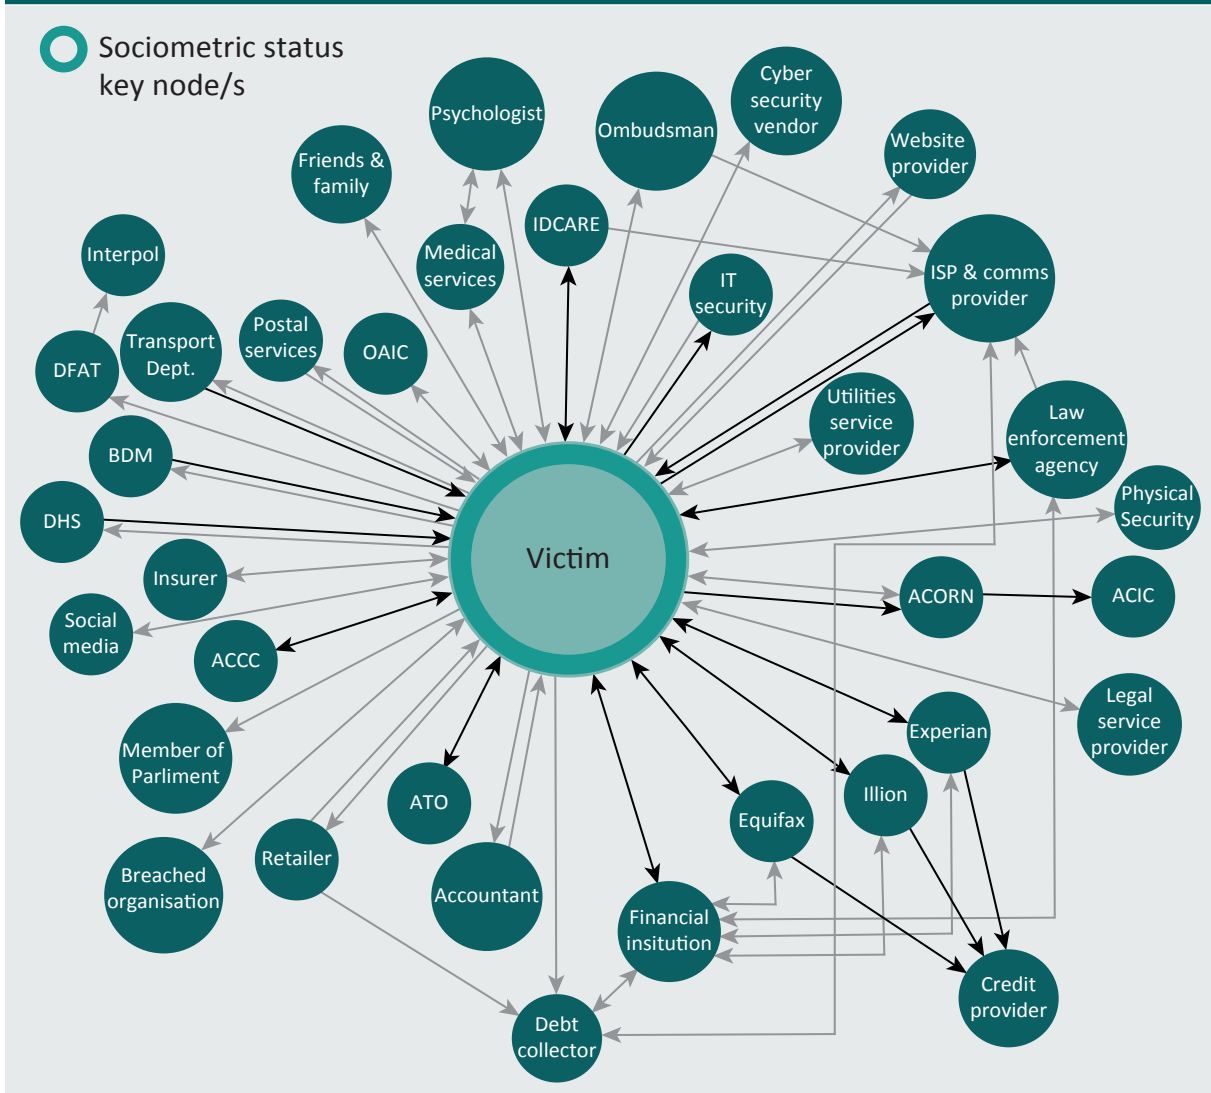 Sociometric status
key node/s
Psychologist
Ombudsman
Cyber
security
vendor
Website
provider
Friends &
family
IDCARE
Medical
services
IT
security
ISP & comms
provider
Interpol
Transport
Dept.
Postal
services
OAIC
DFAT
Utilities
service
provider
Law
enforcement
agency
BDM
Physical
Security
DHS
Victim
Insurer
ACORN
ACIC
Social
media
ACCC
Legal
service
provider
Experian
Member of
Parliment
ATO
Illion
Equifax
Retailer
Breached
organisation
Accountant
Financial
insitution
Credit
provider
Debt
collector